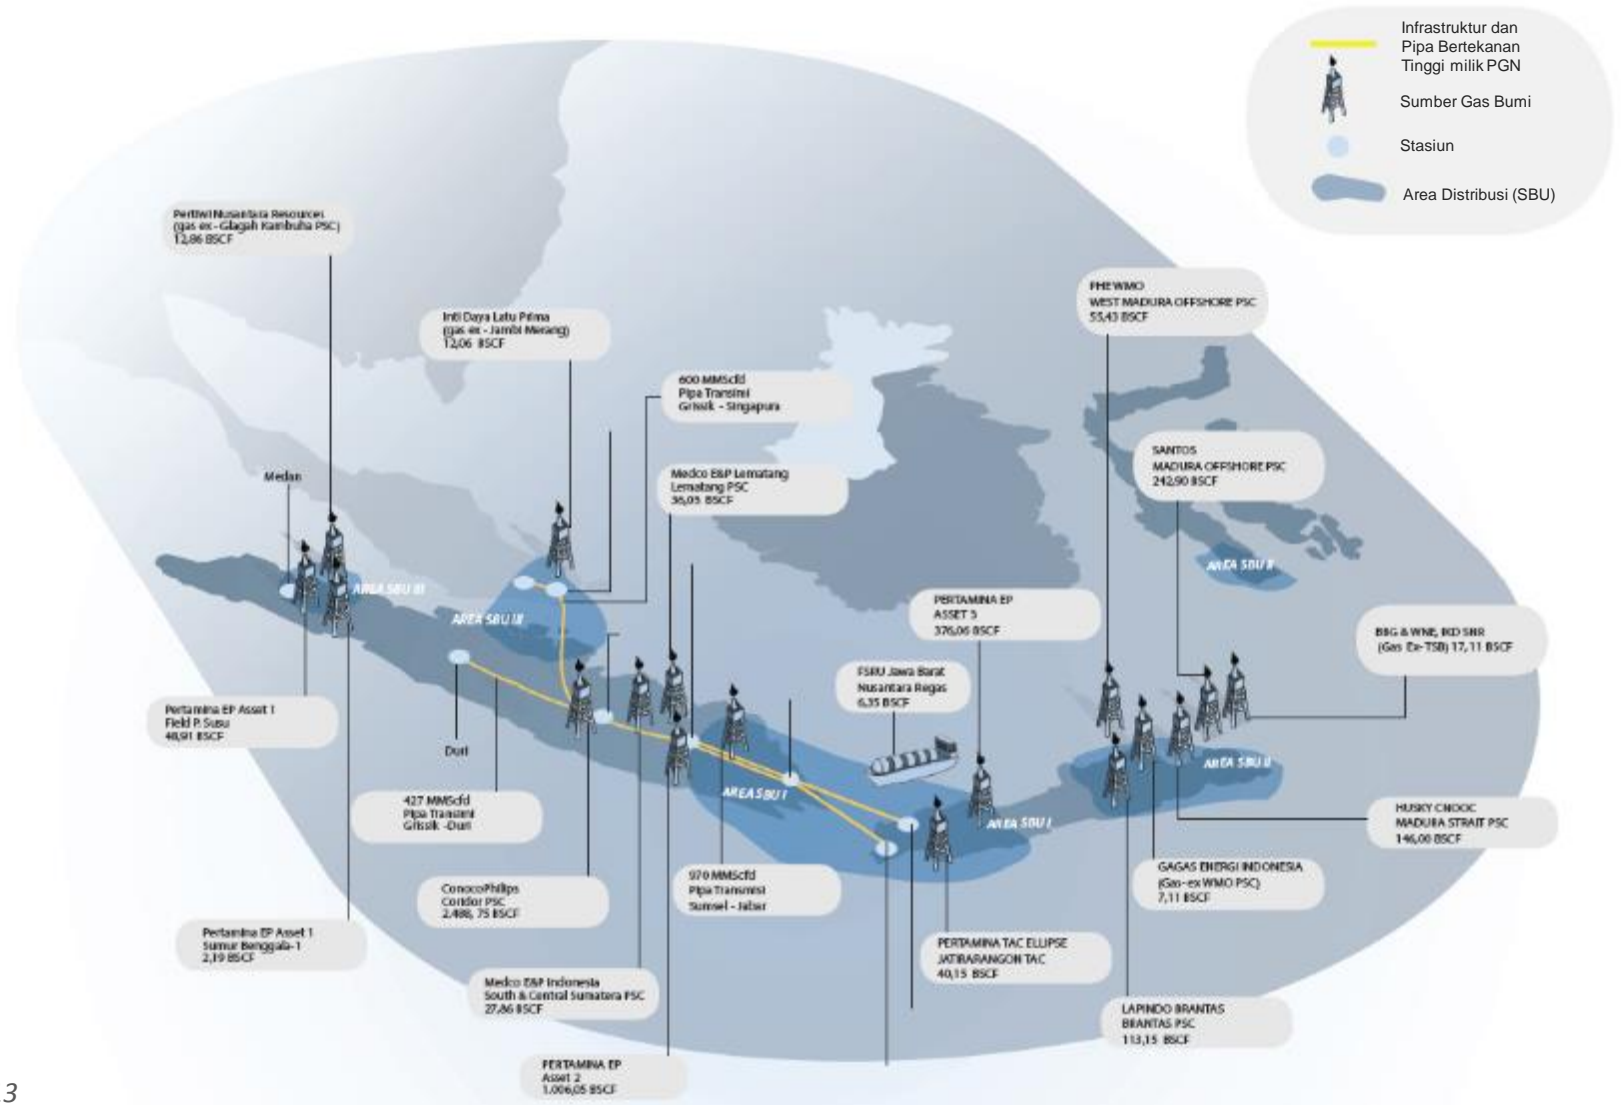 Infrastruktur dan
Pipa Bertekanan
Tinggi milik PGN
Sumber Gas Bumi
Stasiun
Area Distribusi (SBU)
Pertiwi Nusantara Resources
(gas ex -Glagah Kambuha PSC)
12,86 BSCF
Inti Daya Latu Prima
(gas ex - Jambi Merang)
12,06 BSCF
600 MMScfd
Pipa Transimi
Grissik - Singapura
Medco E&P Lematang
Lematang PSC
36,05 BSCF
PHE WMO
WEST MADURA OFFSHORE PSC
55,43 BSCF
SANTOS
MADURA OFFSHORE PSC
242,90 BSCF
Medan
AREA SBU III
AREA SBU III
AREA SBU II
PERTAMINA EP
ASSET 3
376,06 BSCF
BBG & WNE, IKD SNR
(Gas Ex-TSB) 17,11 BSCF
FSRU Jawa Barat
Nusantara Regas
6,35 BSCF
Pertamina EP Asset 1
Field P. Susu
48,91 BSCF
Duri
AREA SBU I
AREA SBU II
AREA SBU I
427 MMScfd
Pipa Transimi
Grissik -Duri
HUSKY CNOOC
MADURA STRAIT PSC
146,00 BSCF
ConocoPhilips
Coridor PSC
2.488, 75 BSCF
970 MMScfd
Pipa Transmisi
Sumsel - Jabar
GAGAS ENERGI INDONESIA
(Gas-ex WMO PSC)
7,11 BSCF
Pertamina EP Asset 1
Sumur Benggala-1
2,19 BSCF
PERTAMINA TAC ELLIPSE
JATIRARANGON TAC
40,15 BSCF
Medco E&P Indonesia
South & Central Sumatera PSC
27,86 BSCF
LAPINDO BRANTAS
BRANTAS PSC
113,15 BSCF
PERTAMINA EP
Asset 2
1.006,05 BSCF
3